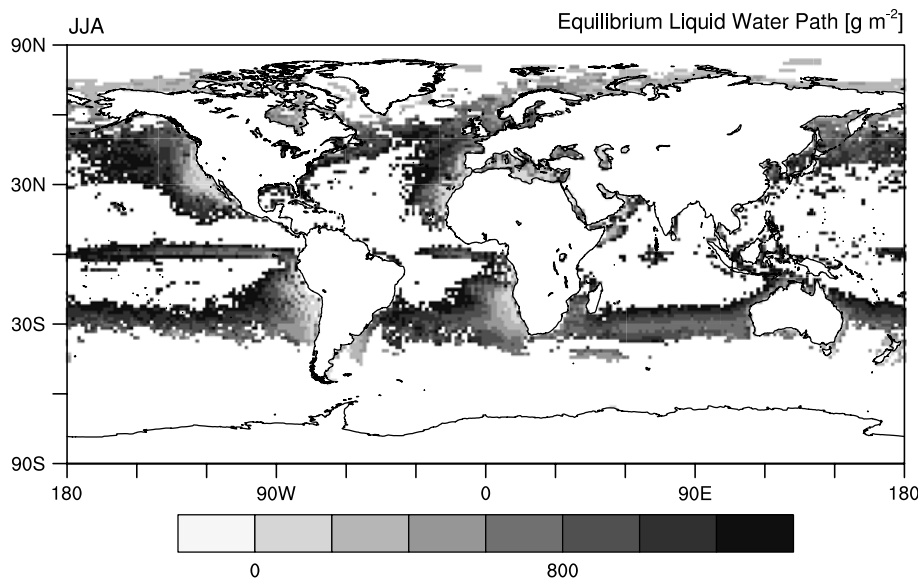 JJA
Equilibrium Liquid Water Path [g m-2]
90N
30N
30S
90S
180 90W 0 90E 180
0 800